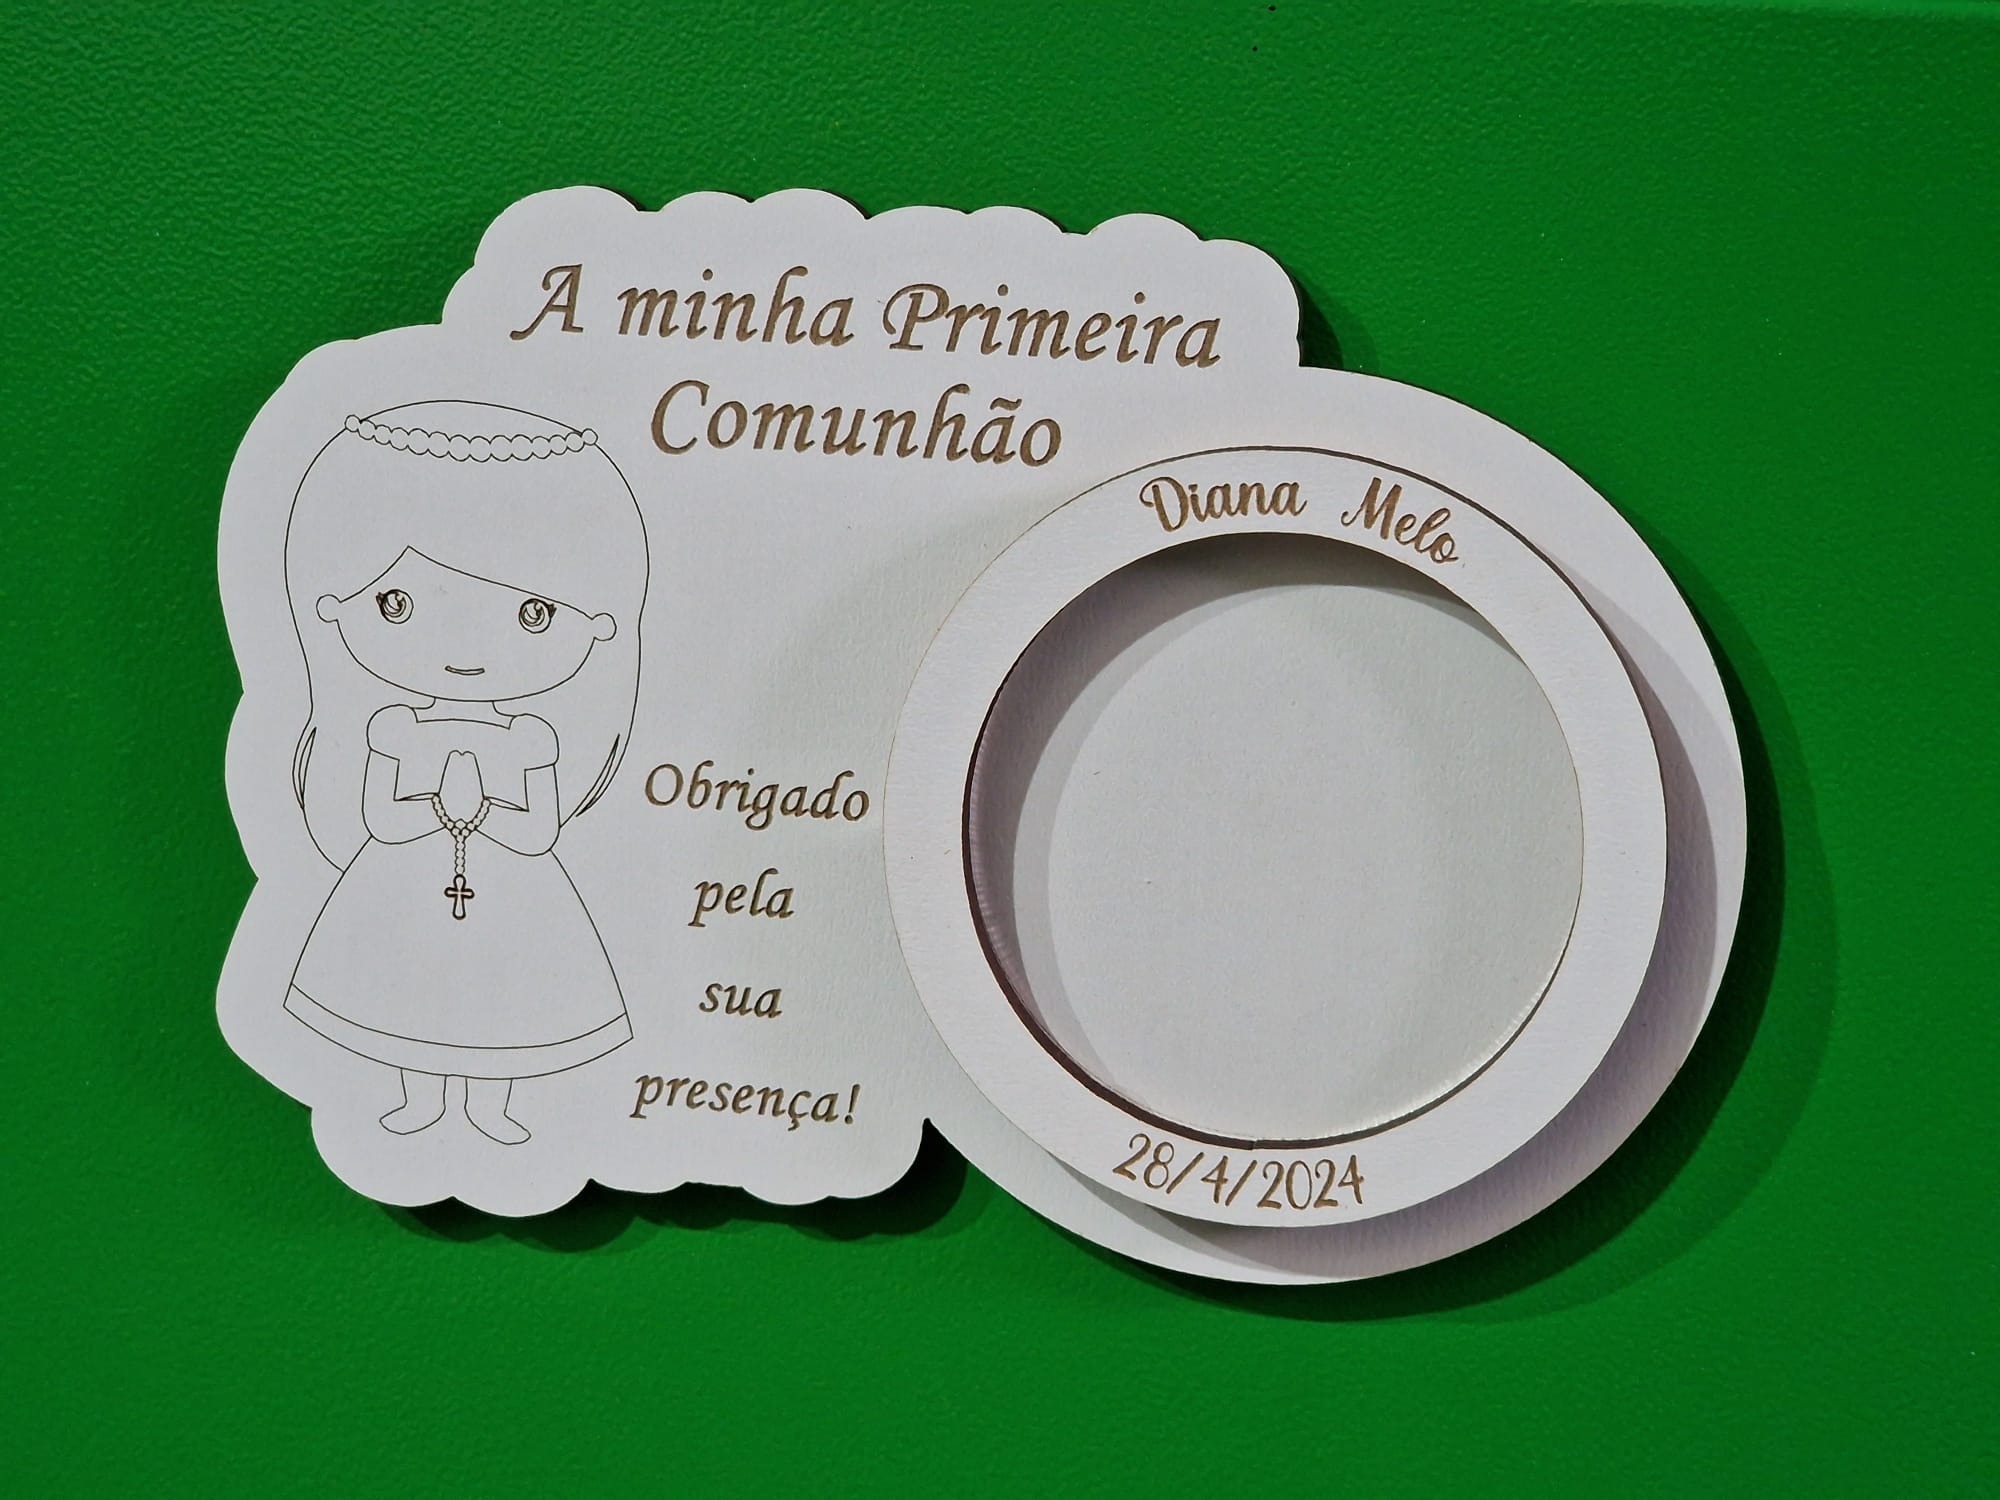 A minha Primeira
Comunhão
Diana Melo
Obrigado
pela
sua
presença!
28/4/2024